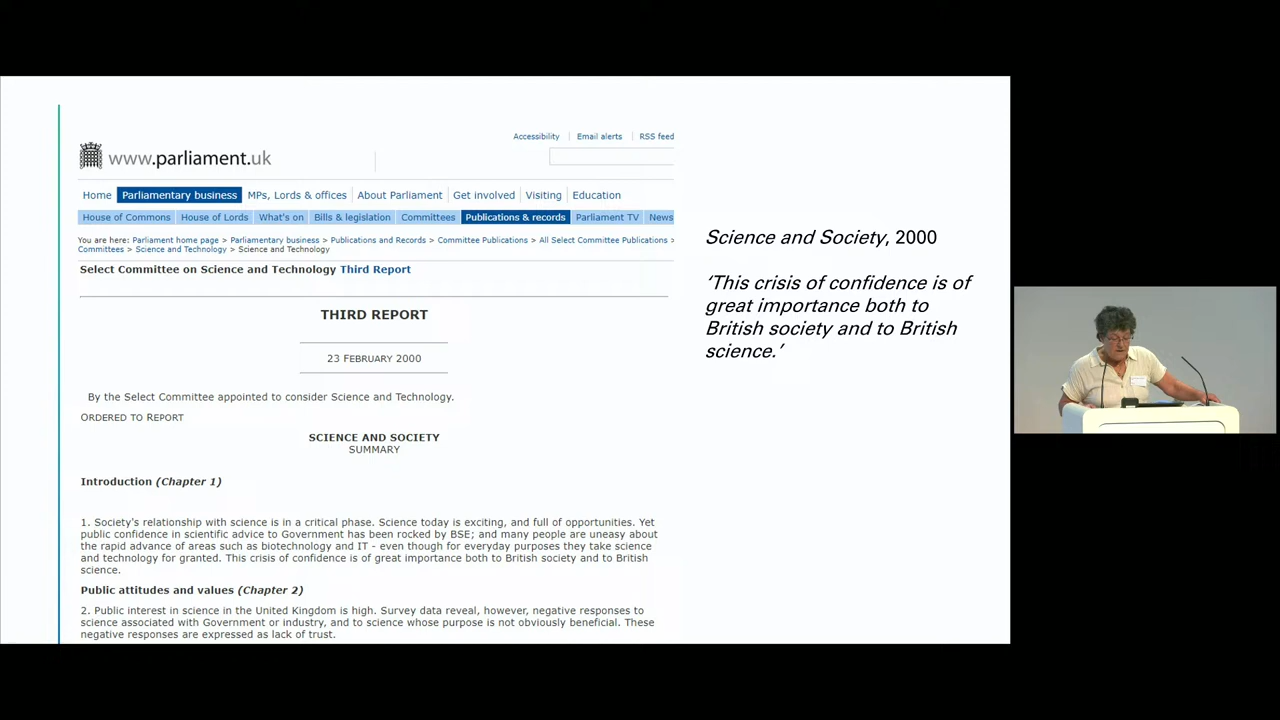 Accessibility Email alerts RSS feed
www.parliament.uk
Home Parliamentary business MPs, Lords & offices About Parliament Get involved Visiting Education
House of Commons House of Lords What's on Bills & legislation Committees Publications & records Parliament TV News
You are here: Parliament home page > Parliamentary business > Publications and Records > Committee Publications > All Select Committee Publications >
Committees > Science and Technology > Science and Technology
Select Committee on Science and Technology Third Report
THIRD REPORT
23 FEBRUARY 2000
By the Select Committee appointed to consider Science and Technology.
ORDERED TO REPORT
SCIENCE AND SOCIETY
SUMMARY
Introduction (Chapter 1)
1. Society's relationship with science is in a critical phase. Science today is exciting, and full of opportunities. Yet
public confidence in scientific advice to Government has been rocked by BSE; and many people are uneasy about
the rapid advance of areas such as biotechnology and IT - even though for everyday purposes they take science
and technology for granted. This crisis of confidence is of great importance both to British society and to British
science.
Public attitudes and values (Chapter 2)
2. Public interest in science in the United Kingdom is high. Survey data reveal, however, negative responses to
science associated with Government or industry, and to science whose purpose is not obviously beneficial. These
negative responses are expressed as lack of trust.
Science and Society, 2000
‘This crisis of confidence is of
great importance both to
British society and to British
science.’